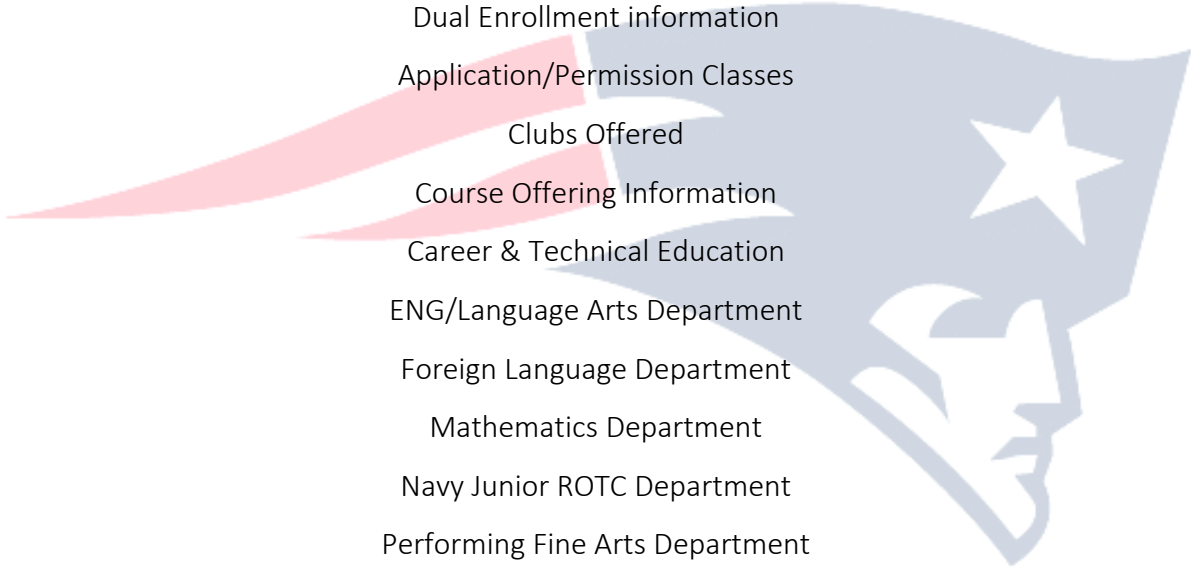 Dual Enrollment information
Application/Permission Classes
Clubs Offered
Course Offering Information
Career & Technical Education
ENG/Language Arts Department
Foreign Language Department
Mathematics Department
Navy Junior ROTC Department
Performing Fine Arts Department